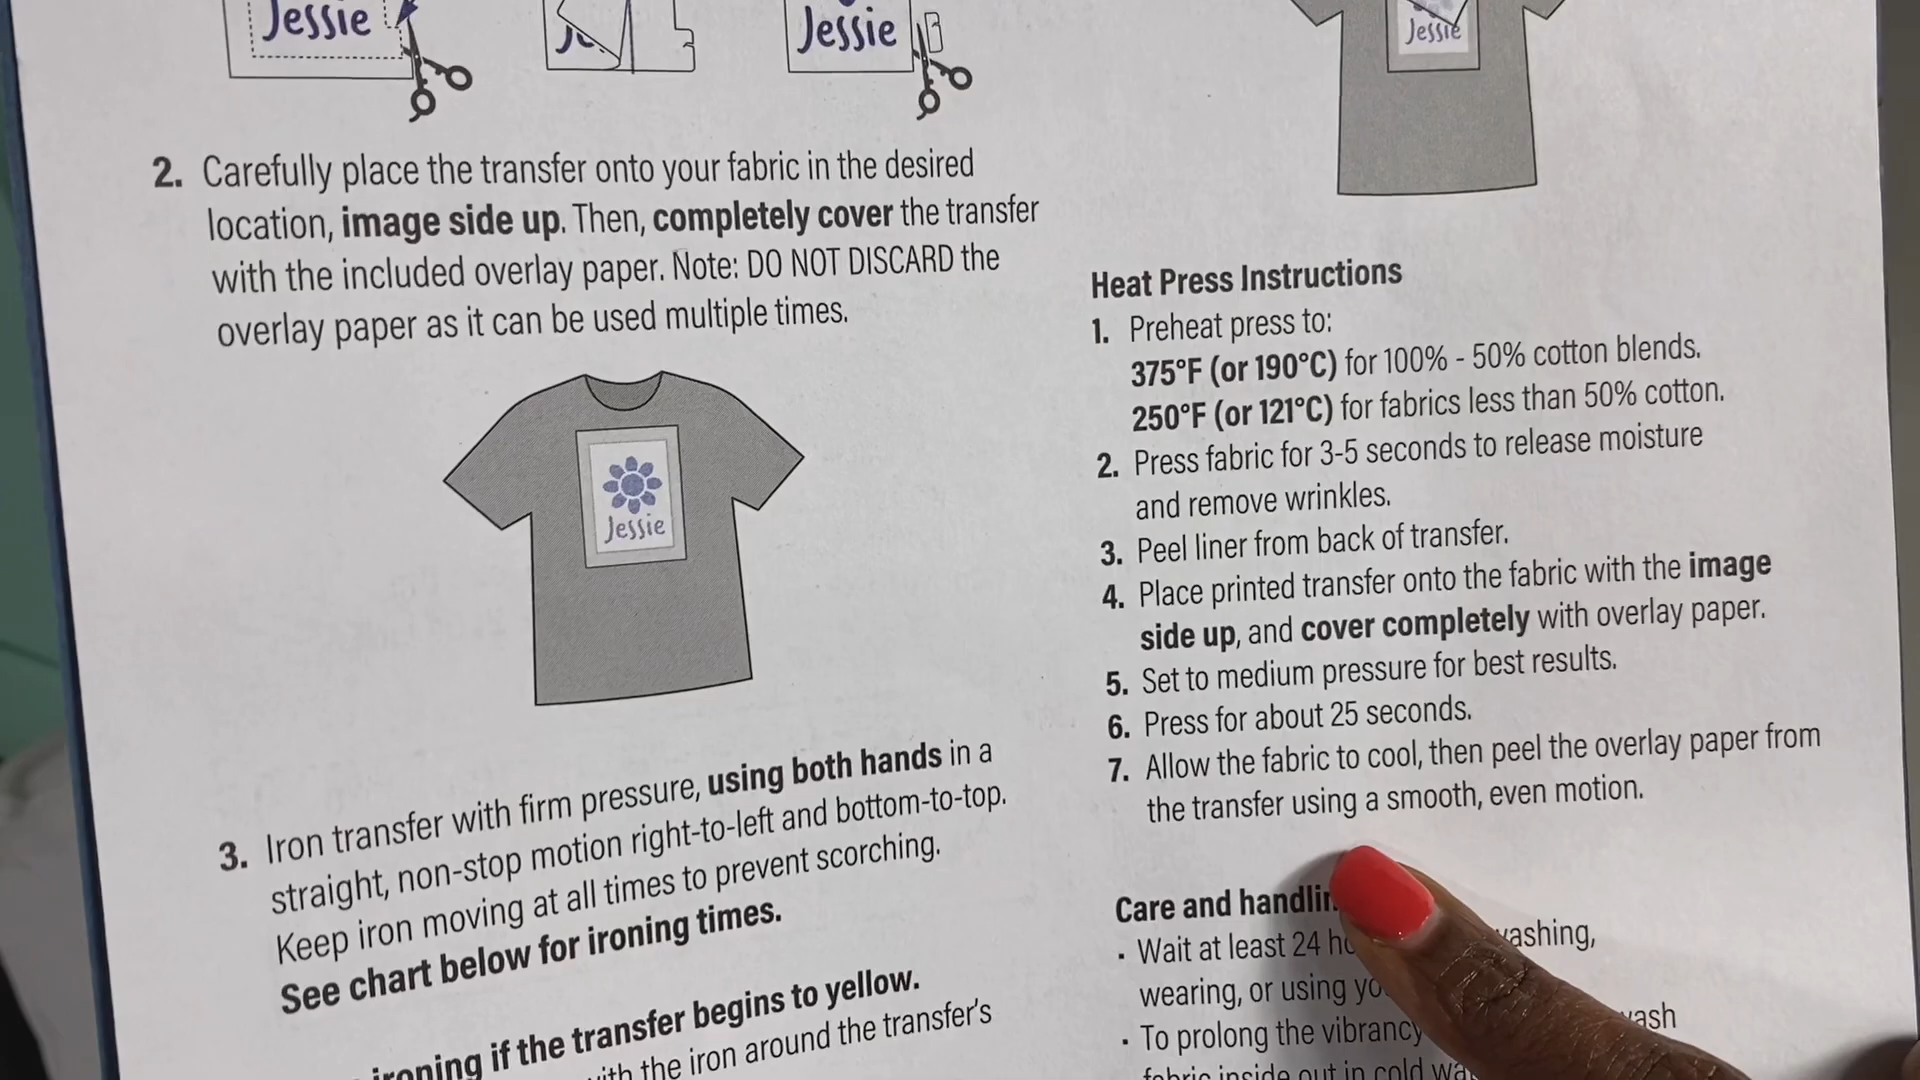 Jessie
Jessie
Jessie
2. Carefully place the transfer onto your fabric in the desired
location, image side up. Then, completely cover the transfer
with the included overlay paper. Note: DO NOT DISCARD the
overlay paper as it can be used multiple times.
Jessie
3. Iron transfer with firm pressure, using both hands in a
straight, non-stop motion right-to-left and bottom-to-top.
Keep iron moving at all times to prevent scorching.
See chart below for ironing times.
ironing if the transfer begins to yellow.
with the iron around the transfer's
Heat Press Instructions
1. Preheat press to:
375°F (or 190°C) for 100% - 50% cotton blends.
250°F (or 121°C) for fabrics less than 50% cotton.
2. Press fabric for 3-5 seconds to release moisture
and remove wrinkles.
3. Peel liner from back of transfer.
4. Place printed transfer onto the fabric with the image
side up, and cover completely with overlay paper.
5. Set to medium pressure for best results.
6. Press for about 25 seconds.
7. Allow the fabric to cool, then peel the overlay paper from
the transfer using a smooth, even motion.
Care and
· Wait at least 24 washing,
wearing, or using
· To prolong the vibrancy wash
fabric inside out in cold